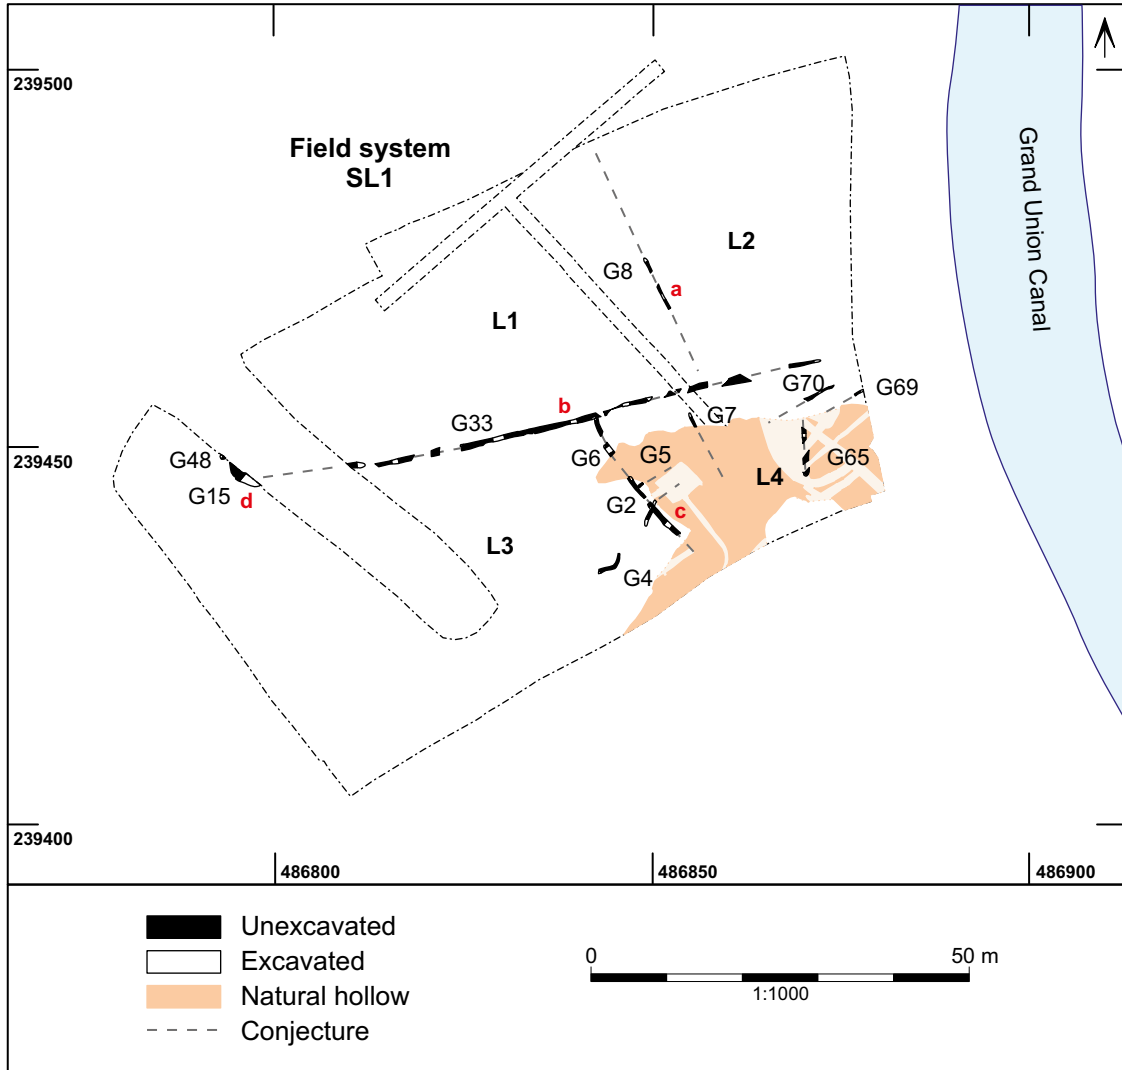 239500
Field system
SL1
Grand Union Canal
L2
G8
a
L1
G70
G69
b
G33
G7
G48
G15
d
G6
G5
L4
G65
G2
c
L3
G4
239450
239400
486800
486850
486900
Unexcavated
Excavated
Natural hollow
Conjecture
0
50 m
1:1000